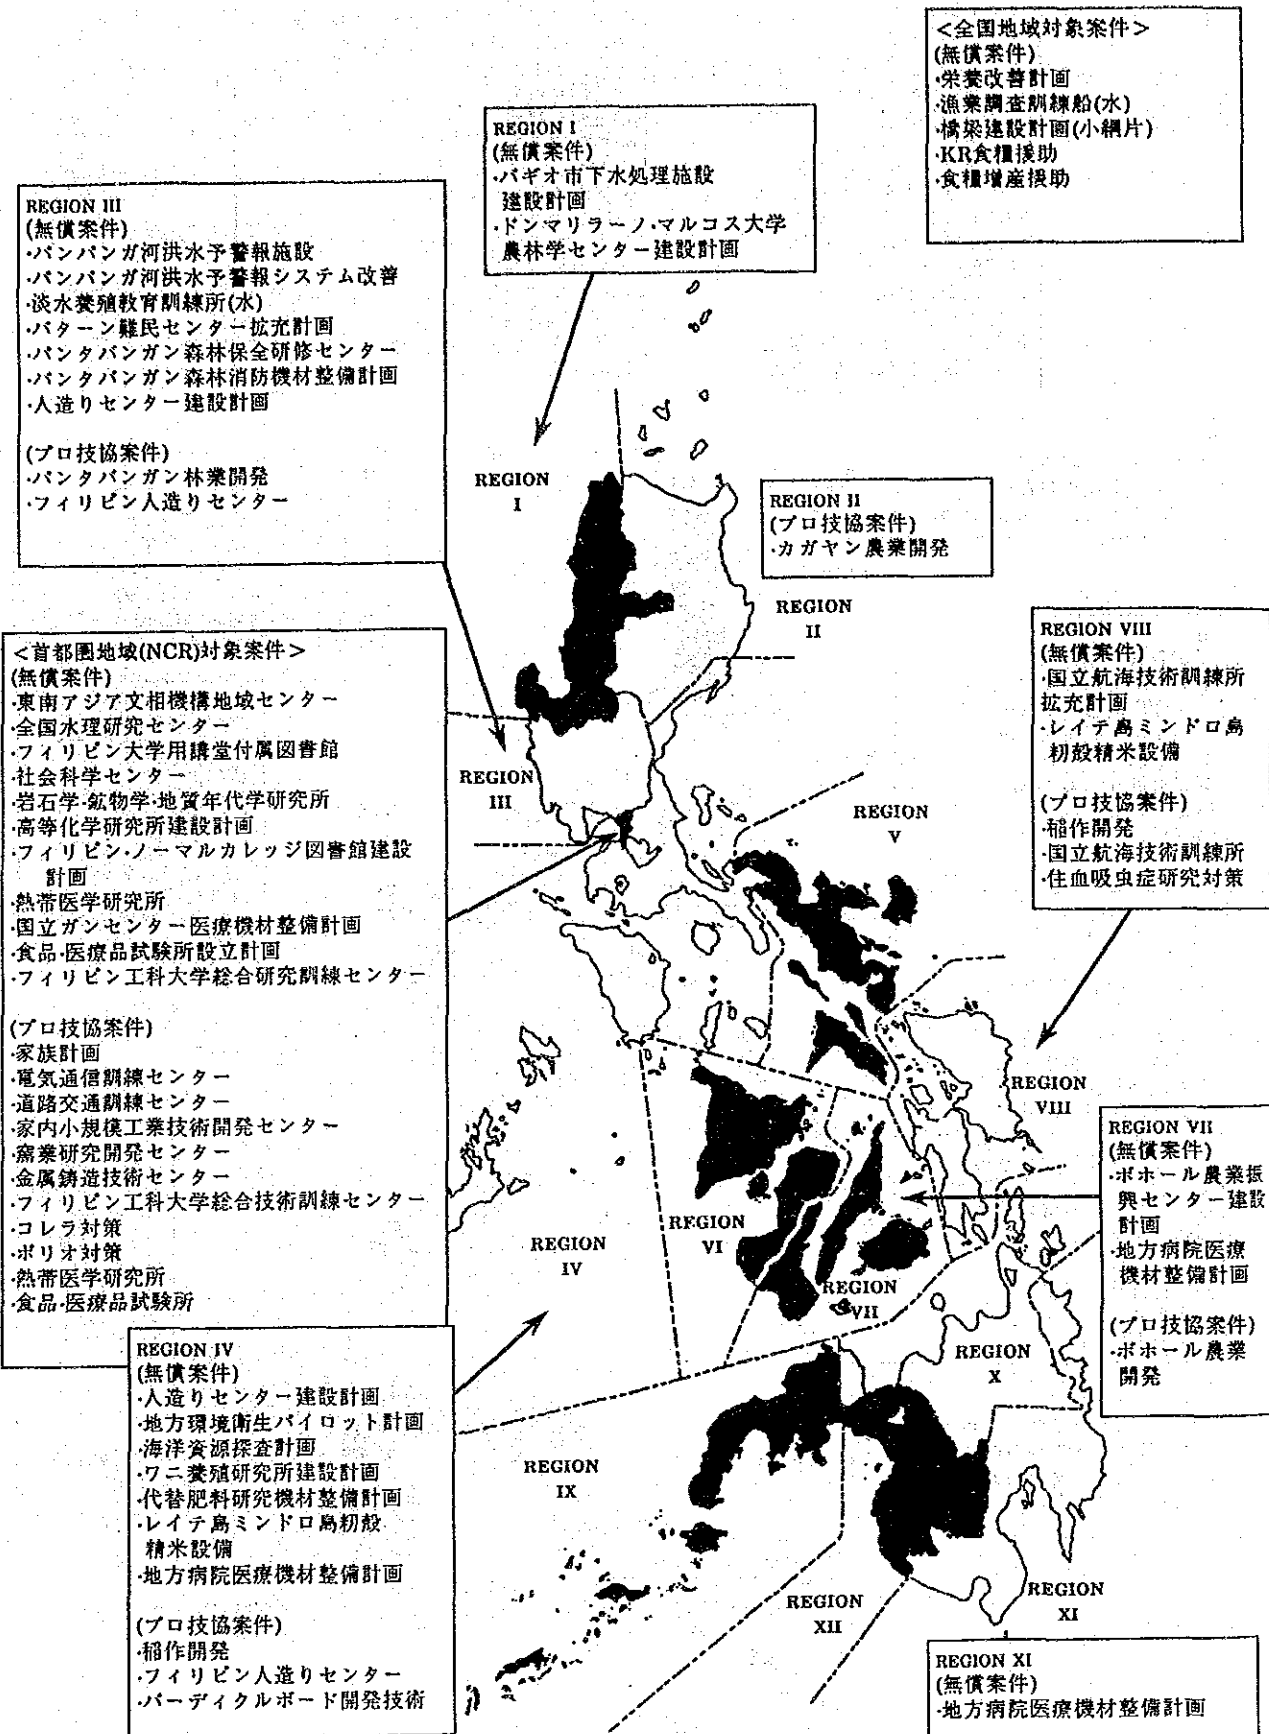 <全国地域対象案件>
(無償案件)
·栄養改善計画
·漁業調査訓練船(水)
·橋梁建設計画(小綱片)
·KR食糧援助
·食糧増産援助
REGION I
(無償案件)
·バギオ市下水処理施設
建設計画
·ドンマリラーノ·マルコス大学
農林学センター建設計画
REGION III
(無償案件)
·パンパンガ河洪水予警報施設
·パンパンガ河洪水予警報システム改善
·淡水養殖教育訓練所(水)
·バターン難民センター拡充計画
·パンタバンガン森林保全研修センター
·パンタバンガン森林消防機材整備計画
·人造りセンター建設計画
(プロ技協案件)
·パンタバンガン林業開発
·フィリピン人造りセンター
REGION
I
REGION II
(プロ技協案件)
·カガヤン農業開発
REGION
II
<首都圏地域(NCR)対象案件>
(無償案件)
·東南アジア文相機構地域センター
·全国水理研究センター
·フィリピン大学用講堂付属図書館
·社会科学センター
·岩石学·鉱物学·地質年代学研究所
·高等化学研究所建設計画
·フィリピン·ノーマルカレッジ図書館建設
計画
·熱帯医学研究所
·国立ガンセンター医療機材整備計画
·食品·医療品試験所設立計画
·フィリピン工科大学総合研究訓練センター
(プロ技協案件)
·家族計画
·電気通信訓練センター
·道路交通訓練センター
·家内小規模工業技術開発センター
·窯業研究開発センター
·金属鋳造技術センター
·フィリピン工科大学総合技術訓練センター
·コレラ対策
·ポリオ対策
·熱帯医学研究所
·食品·医療品試験所
REGION
III
REGION
V
REGION VIII
(無償案件)
·国立航海技術訓練所
拡充計画
·レイテ島ミンドロ島
籾殻精米設備
(プロ技協案件)
·稲作開発
·国立航海技術訓練所
·住血吸虫症研究対策
REGION
VIII
REGION VII
(無償案件)
·ボホール農業振
興センター建設
計画
·地方病院医療
機材整備計画
(プロ技協案件)
·ボホール農業
開発
REGION
VI
REGION
IV
REGION
VII
REGION
X
REGION IV
(無償案件)
·人造りセンター建設計画
·地方環境衛生パイロット計画
·海洋資源探査計画
·ワニ養殖研究所建設計画
·代替肥料研究機材整備計画
·レイテ島ミンドロ島籾殻
精米設備
·地方病院医療機材整備計画
(プロ技協案件)
·稲作開発
·フィリピン人造りセンター
·パーディクルボード開発技術
REGION
IX
REGION
XII
REGION
XI
REGION XI
(無償案件)
·地方病院医療機材整備計画